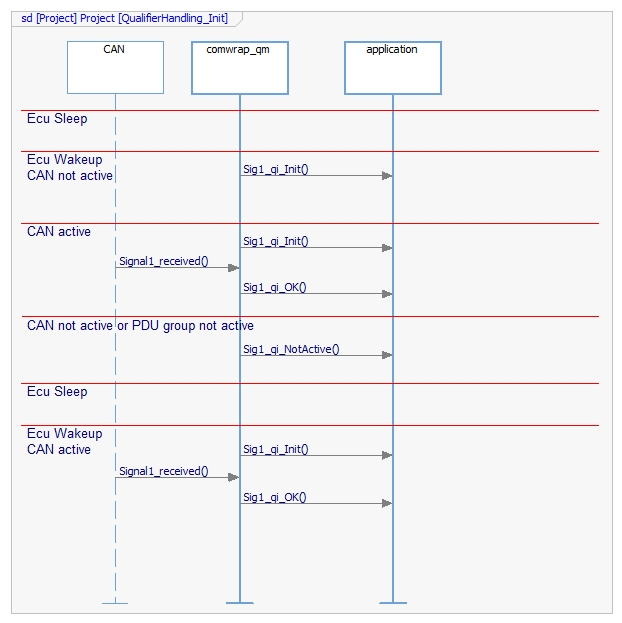 sd [Project] Project [QualifierHandling_Init]
CAN
comwrap_qm
application
Ecu Sleep
Ecu Wakeup
CAN not active
Sig1_qi_Init()
CAN active
Sig1_qi_Init()
Signal1_received()
Sig1_qi_OK()
CAN not active or PDU group not active
Sig1_qi_NotActive()
Ecu Sleep
Ecu Wakeup
CAN active
Sig1_qi_Init()
Signal1_received()
Sig1_qi_OK()